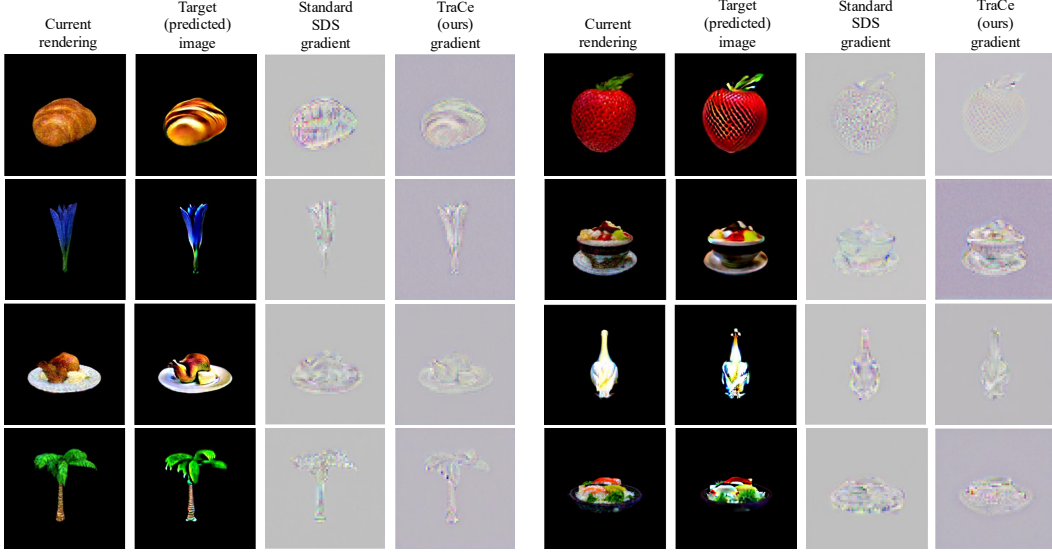 Current
rendering
Target
(predicted)
image
Standard
SDS
gradient
TraCe
(ours)
gradient
Current
rendering
Target
(predicted)
image
Standard
SDS
gradient
TraCe
(ours)
gradient